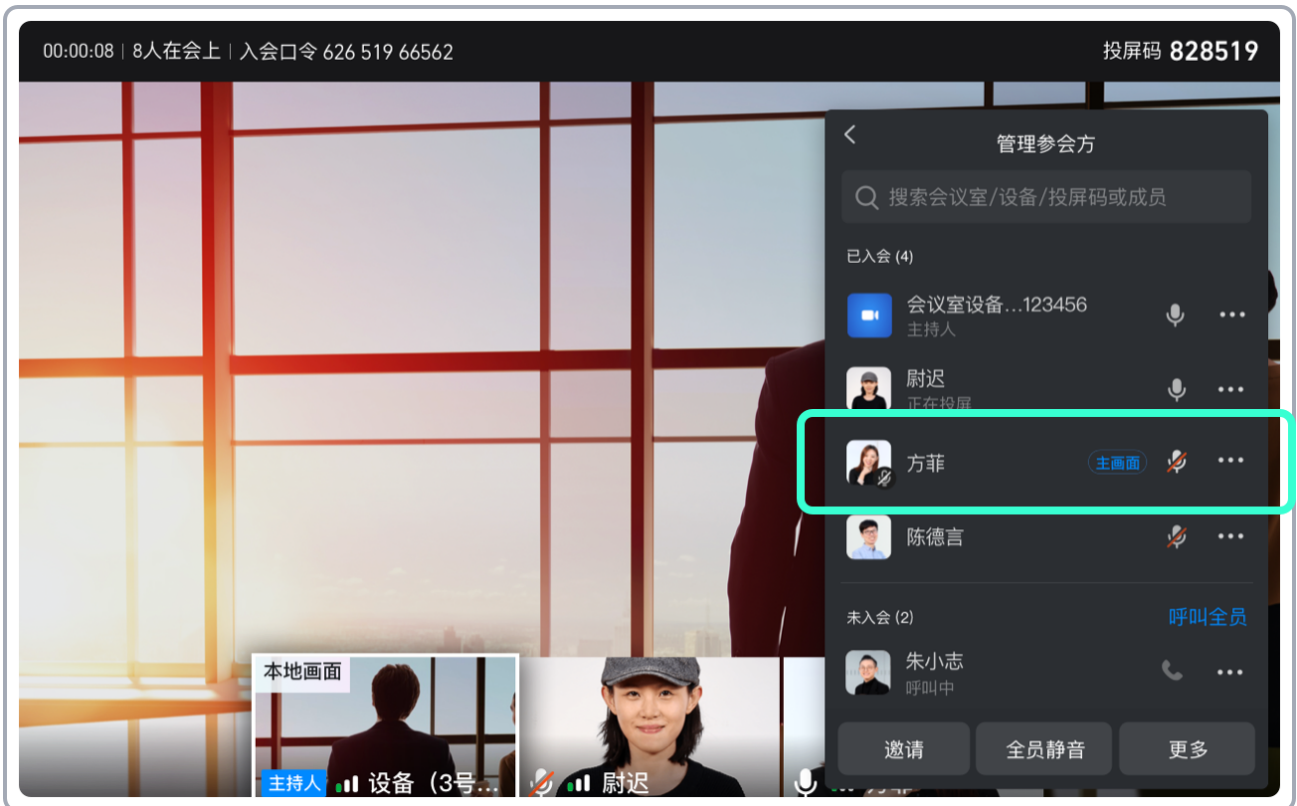 00:00:08 | 8人在会上 | 入会口令 626 519 66562
投屏码 828519
管理参会方
搜索会议室/设备/投屏码或成员
已入会 (4)
会议室设备...123456
主持人
尉迟
正在投屏
方菲 主画面
陈德言
未入会 (2) 呼叫全员
朱小志
呼叫中
邀请 全员静音 更多
本地画面
主持人 设备（3号...
尉迟
方菲